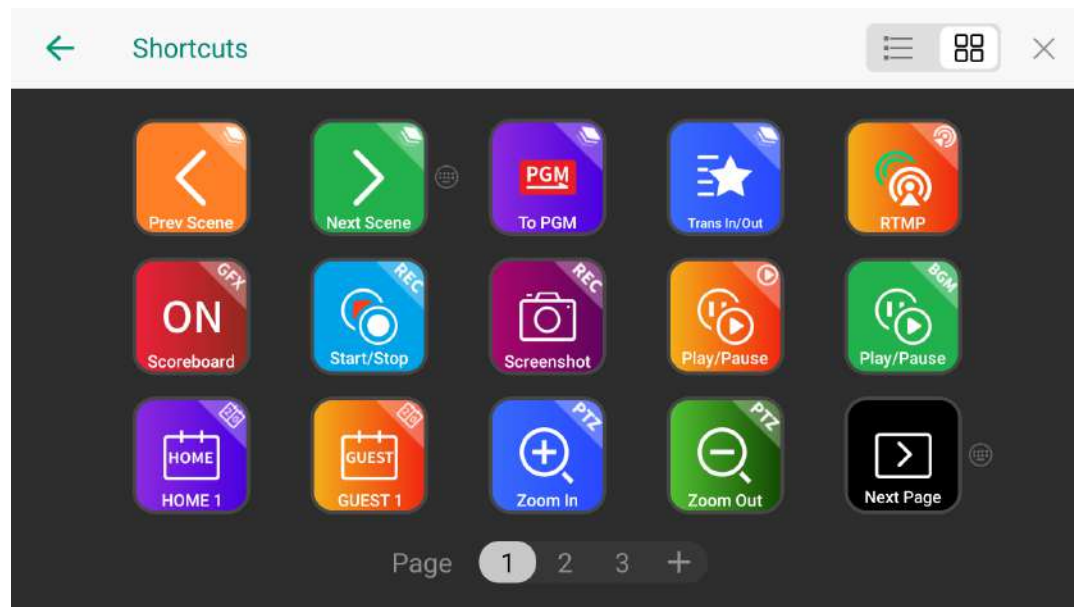 Shortcuts
Prev Scene
Next Scene
PGM
To PGM
Trans In/Out
RTMP
GFX
ON
Scoreboard
REC
Start/Stop
REC
Screenshot
Play/Pause
BGM
Play/Pause
HOME
HOME 1
GUEST
GUEST 1
PTZ
Zoom In
PTZ
Zoom Out
Next Page
Page 1 2 3 +